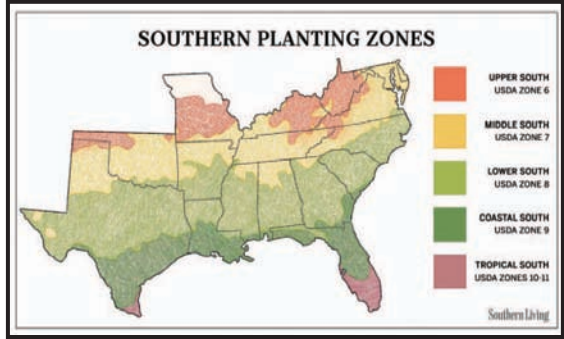 SOUTHERN PLANTING ZONES
UPPER SOUTH
USDA ZONE 6
MIDDLE SOUTH
USDA ZONE 7
LOWER SOUTH
USDA ZONE 8
COASTAL SOUTH
USDA ZONE 9
TROPICAL SOUTH
USDA ZONES 10-11
Southern Living